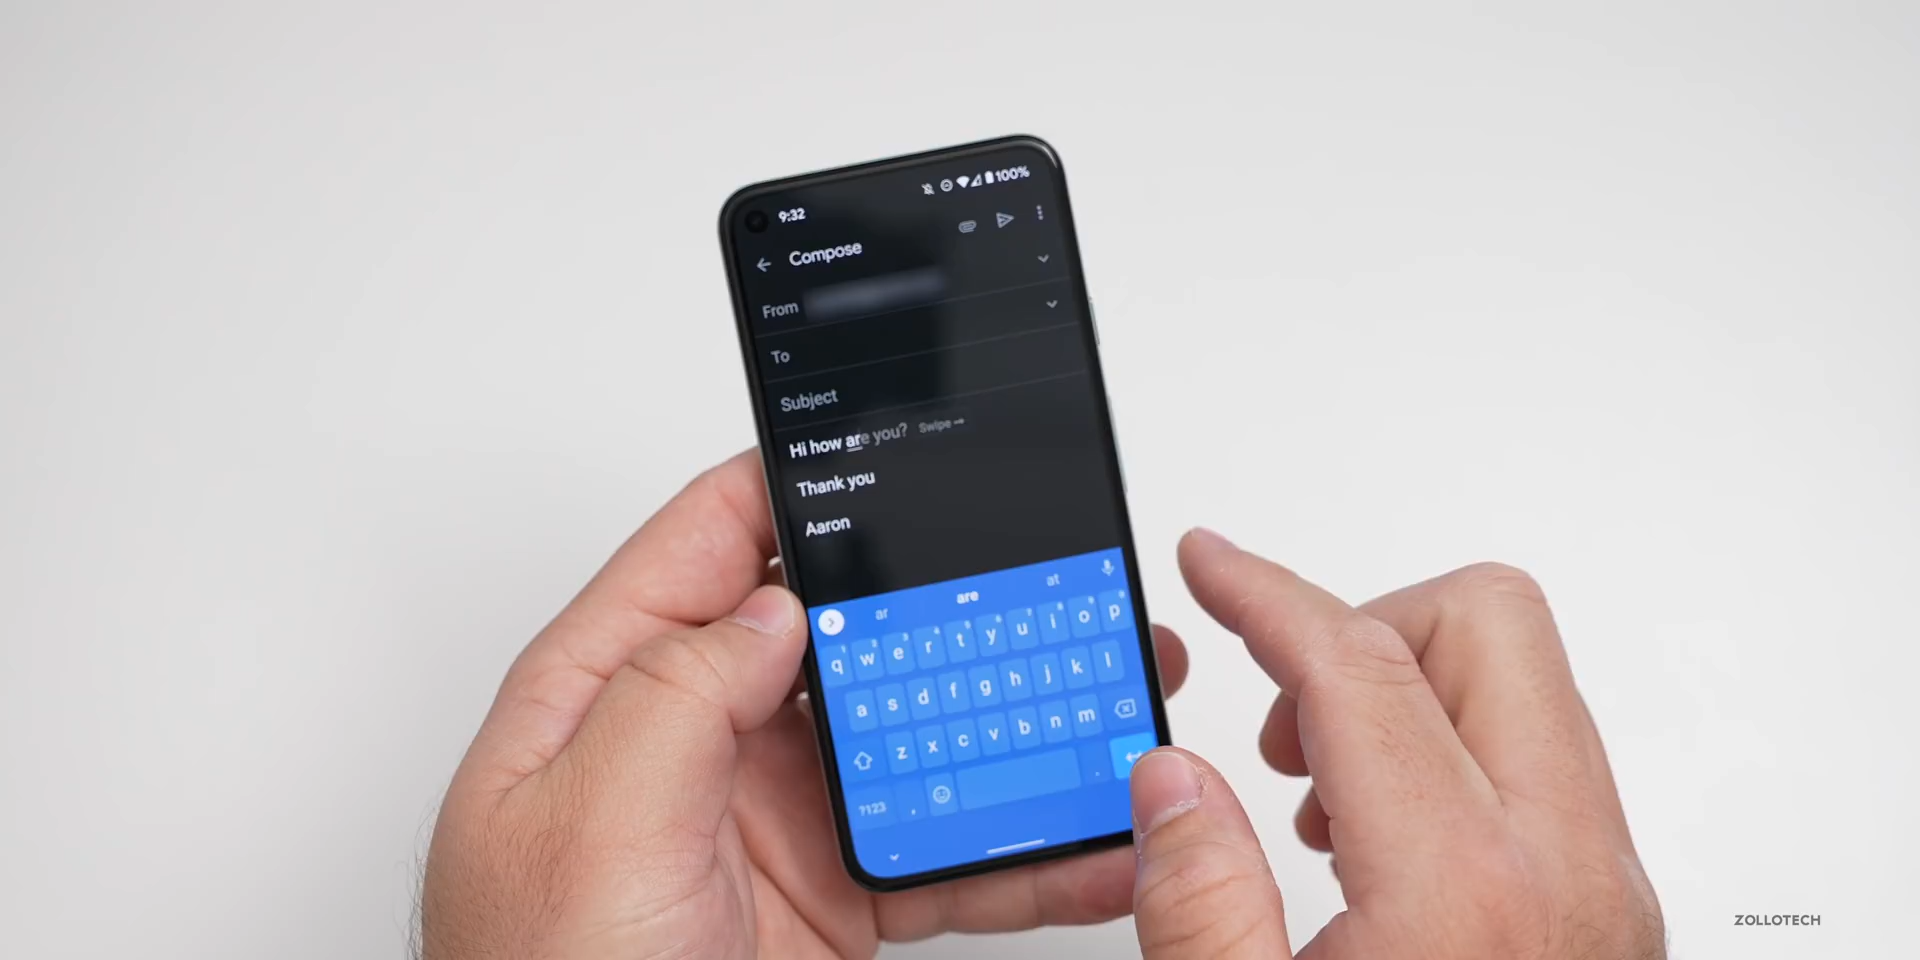 9:32 100%
Compose
From
To
Subject
Hi how are you? Swipe
Thank you
Aaron
ar are at
q w e r t y u i o p
a s d f g h j k l
z x c v b n m
?123 , .
ZOLLOTECH